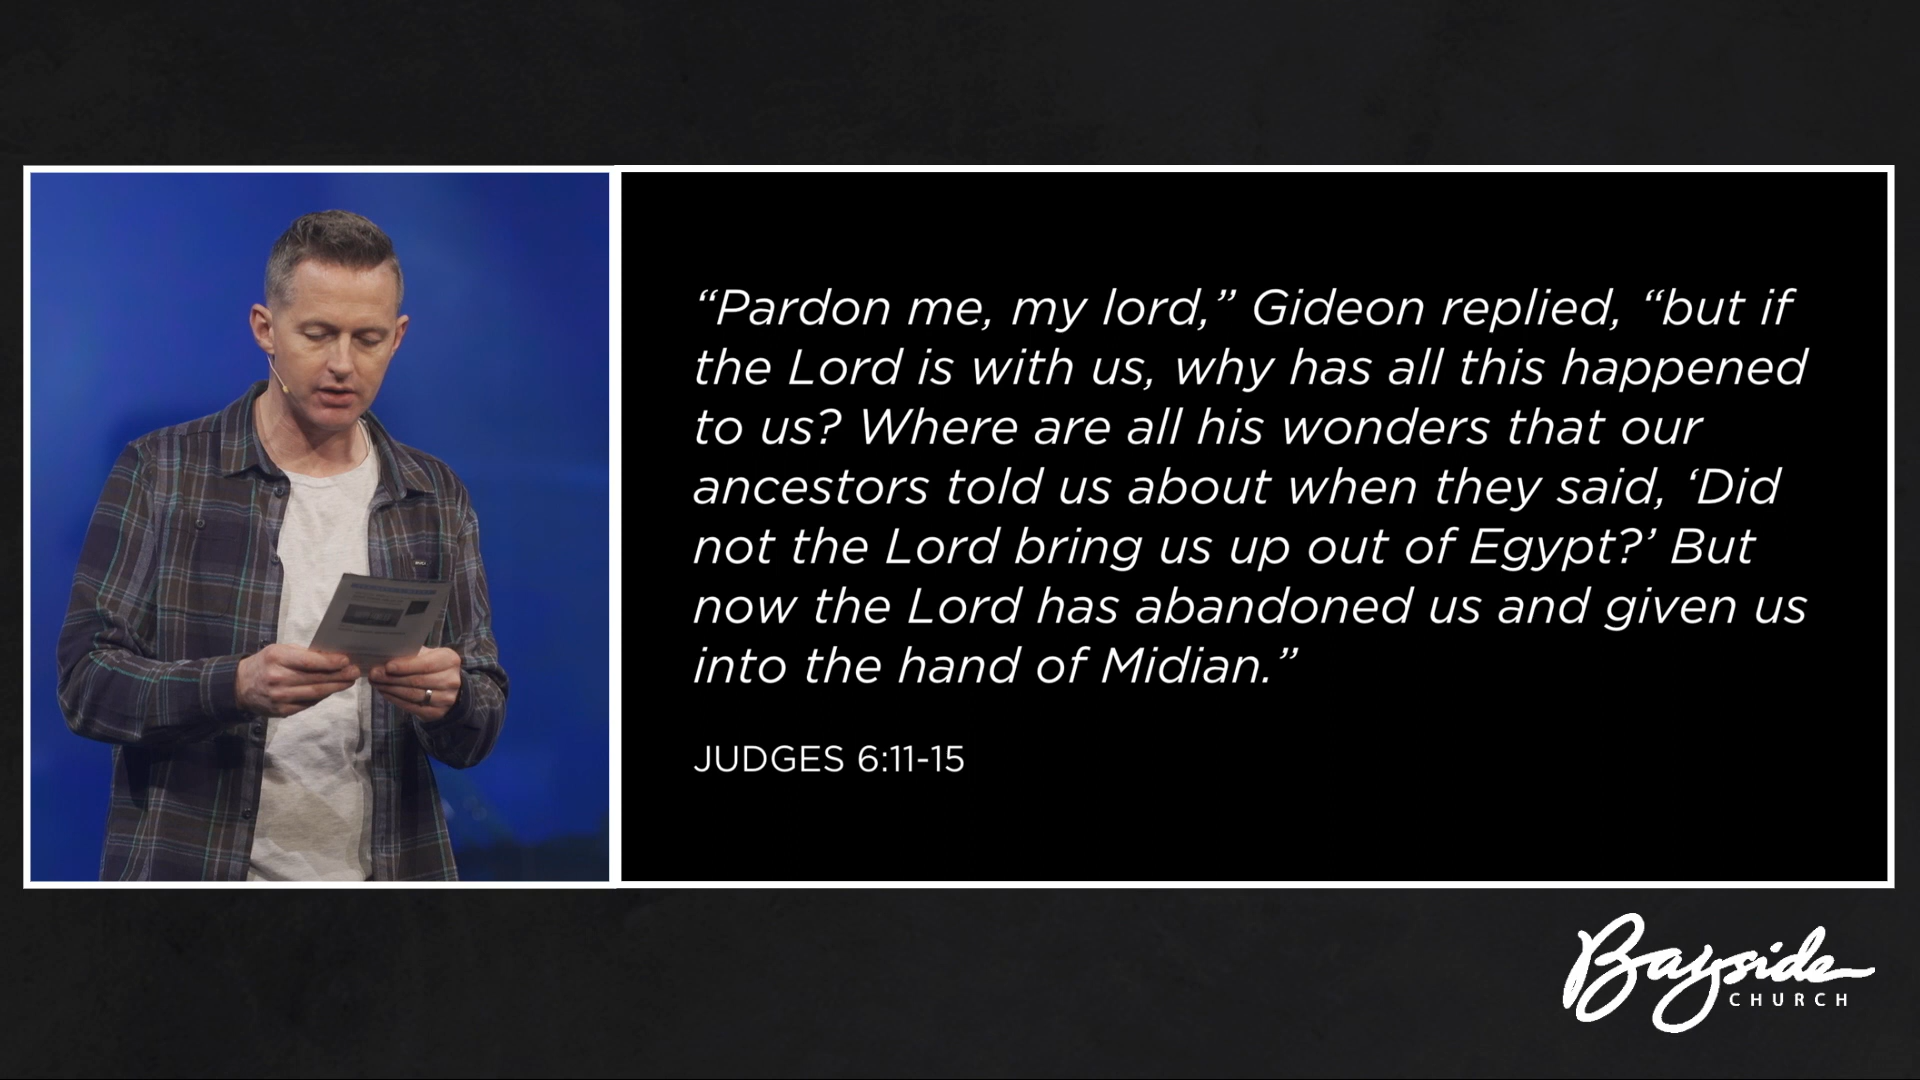 “Pardon me, my lord,” Gideon replied, “but if
the Lord is with us, why has all this happened
to us? Where are all his wonders that our
ancestors told us about when they said, ‘Did
not the Lord bring us up out of Egypt?’ But
now the Lord has abandoned us and given us
into the hand of Midian.”
JUDGES 6:11-15
Bayside
CHURCH